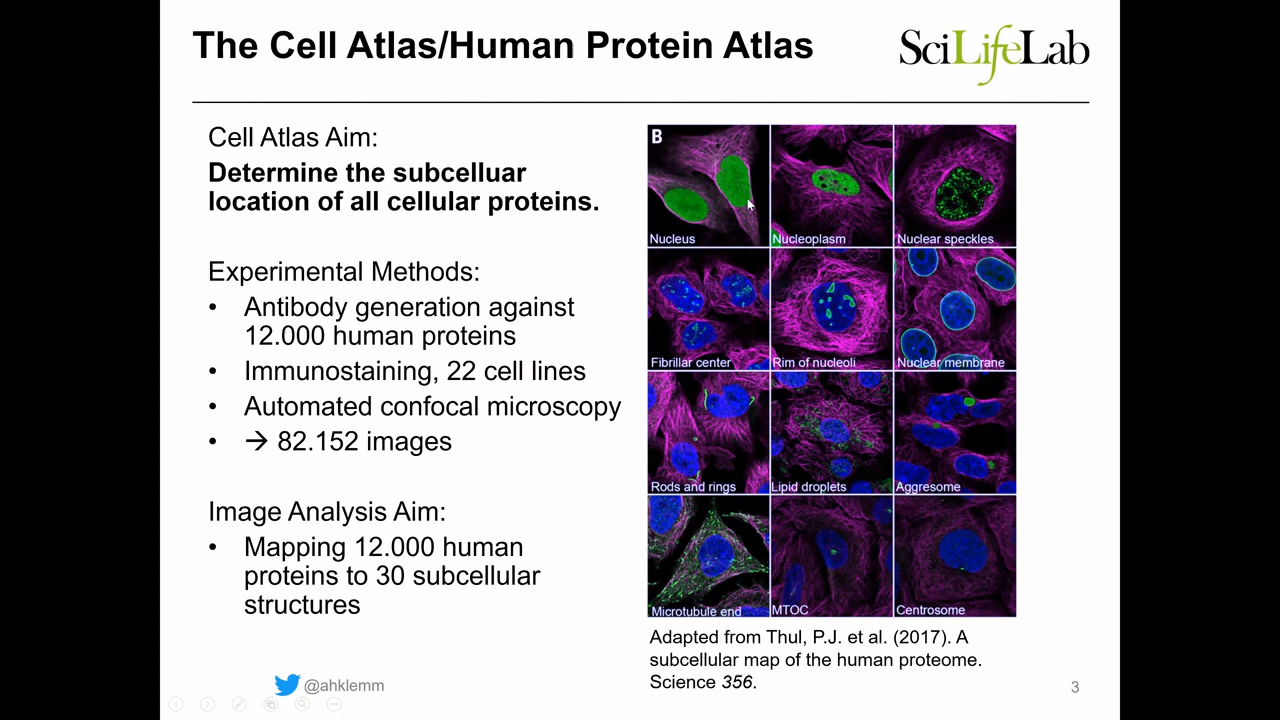 The Cell Atlas/Human Protein Atlas
SciLifeLab
Cell Atlas Aim:
Determine the subcelluar
location of all cellular proteins.
Experimental Methods:
• Antibody generation against
12.000 human proteins
• Immunostaining, 22 cell lines
• Automated confocal microscopy
• → 82.152 images
Image Analysis Aim:
• Mapping 12.000 human
proteins to 30 subcellular
structures
B
Nucleus
Nucleoplasm
Nuclear speckles
Fibrillar center
Rim of nucleoli
Nuclear membrane
Rods and rings
Lipid droplets
Aggresome
Microtubule end
MTOC
Centrosome
Adapted from Thul, P.J. et al. (2017). A
subcellular map of the human proteome.
Science 356.
@ahklemm
3